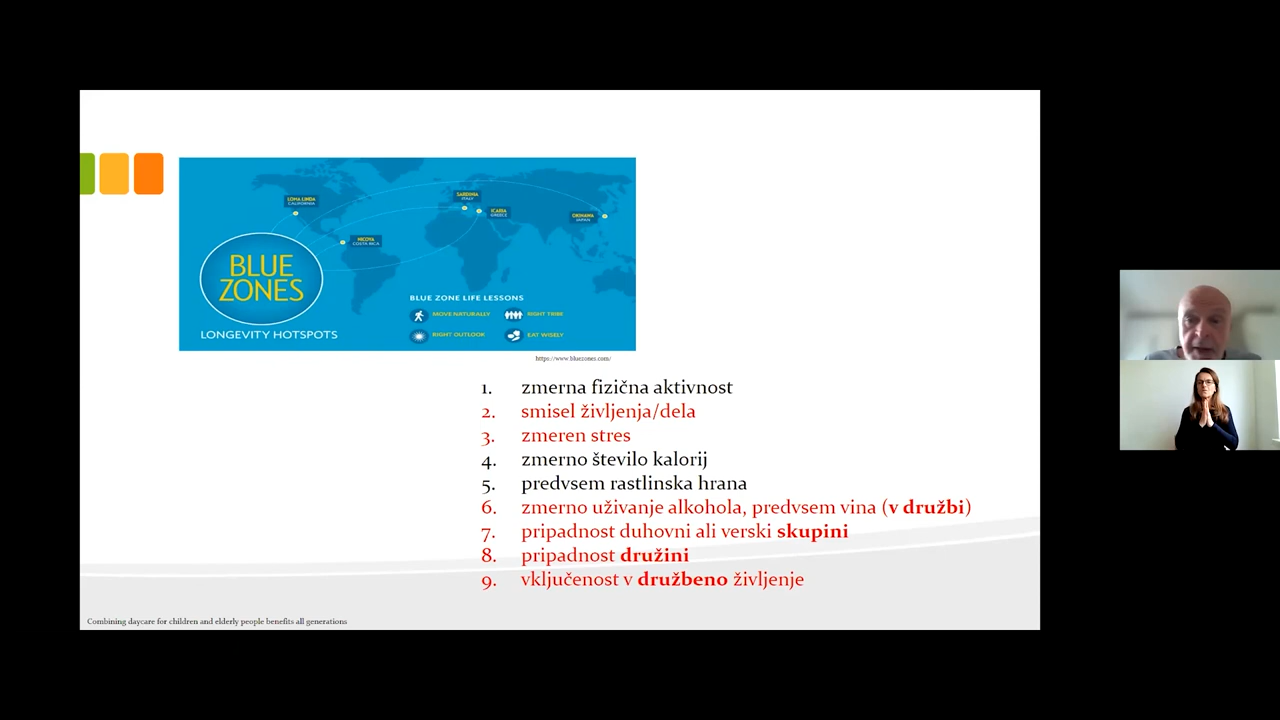 LOMA LINDA
CALIFORNIA
SARDINIA
ITALY
ICARIA
GREECE
OKINAWA
JAPAN
NICOYA
COSTA RICA
BLUE
ZONES
LONGEVITY HOTSPOTS
BLUE ZONE LIFE LESSONS
MOVE NATURALLY
RIGHT TRIBE
RIGHT OUTLOOK
EAT WISELY
https://www.bluezones.com/
1. zmerna fizična aktivnost
2. smisel življenja/dela
3. zmeren stres
4. zmerno število kalorij
5. predvsem rastlinska hrana
6. zmerno uživanje alkohola, predvsem vina (v družbi)
7. pripadnost duhovni ali verski skupini
8. pripadnost družini
9. vključenost v družbeno življenje
Combining daycare for children and elderly people benefits all generations